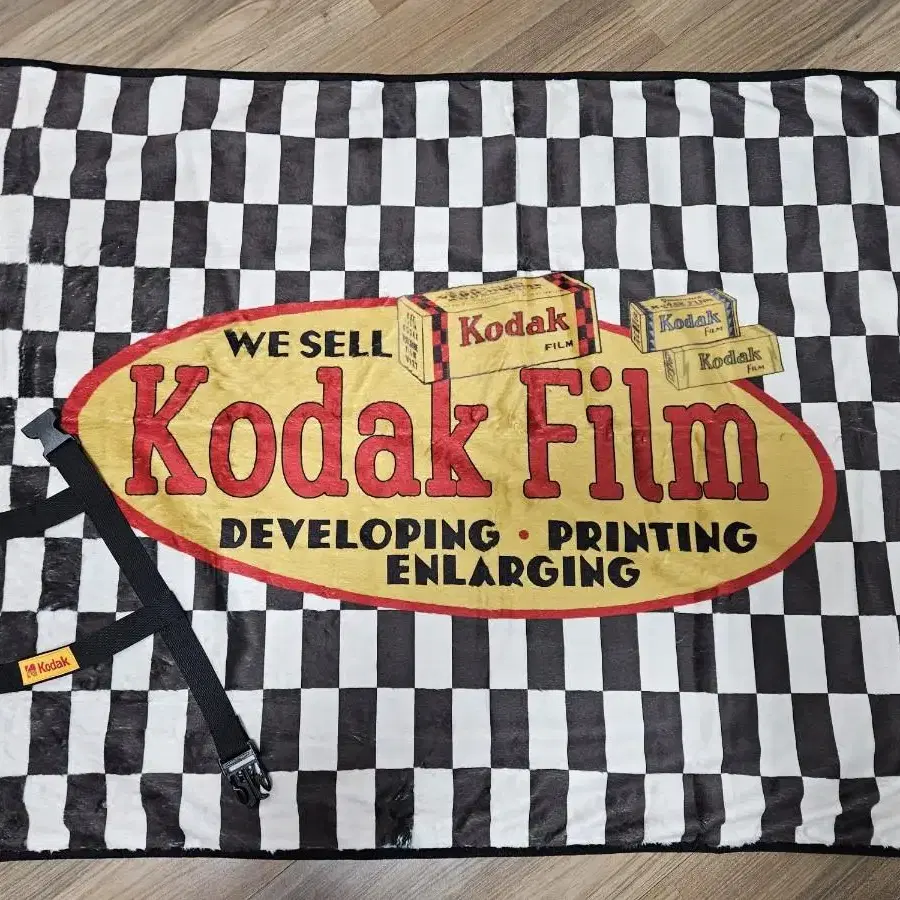 WE SELL
Kodak
FILM
Kodak
FILM
Kodak
FILM
Kodak Film
DEVELOPING • PRINTING
ENLARGING
Kodak